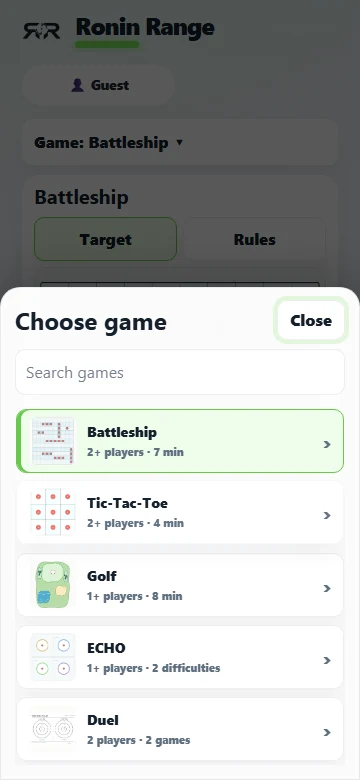 Ronin Range
Guest
Game: Battleship ▾
Battleship
Target
Rules
Choose game
Close
Search games
Battleship
2+ players · 7 min
Tic-Tac-Toe
2+ players · 4 min
Golf
1+ players · 8 min
ECHO
1+ players · 2 difficulties
Duel
2 players · 2 games